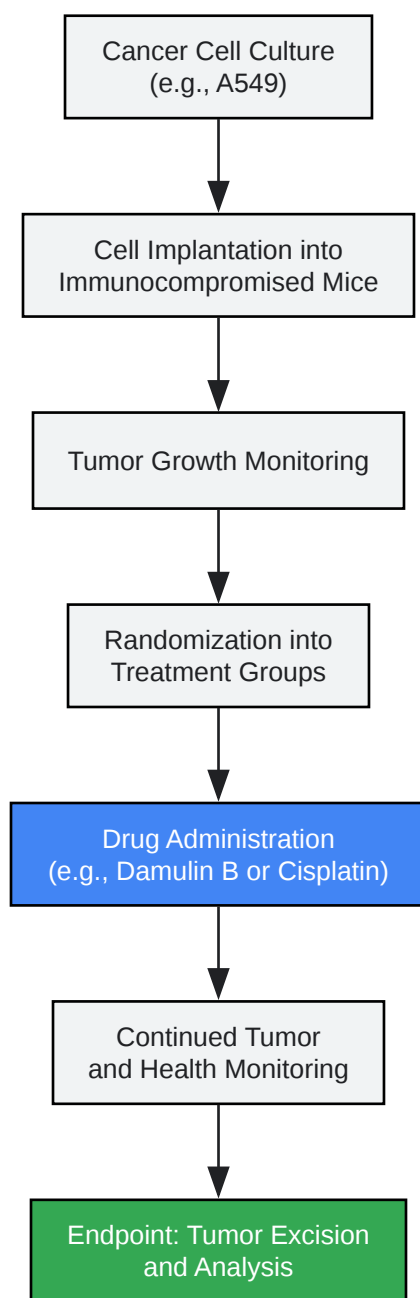 Cancer Cell Culture
(e.g., A549)
Cell Implantation into
Immunocompromised Mice
Tumor Growth Monitoring
Randomization into
Treatment Groups
Drug Administration
(e.g., Damulin B or Cisplatin)
Continued Tumor
and Health Monitoring
Endpoint: Tumor Excision
and Analysis